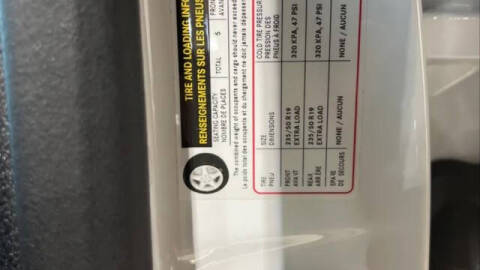 TIRE AND LOADING INFO
RENSEIGNEMENTS SUR LES PNEUS
SEATING CAPACITY
NOMBRE DE PLACES
TOTAL 5
FRONT
AVANT
The combined weight of occupants and cargo should never exceed
Le poids total des occupants et du chargement ne doit jamais dépasser
TIRE
PNEU
SIZE
DIMENSIONS
COLD TIRE PRESSURE
PRESSION DES
PNEUS À FROID
FRONT
AVANT
235/50 R19
EXTRA LOAD
320 KPA, 47 PSI
REAR
ARRIÈRE
235/50 R19
EXTRA LOAD
320 KPA, 47 PSI
SPARE
DE SECOURS
NONE / AUCUN
NONE / AUCUN